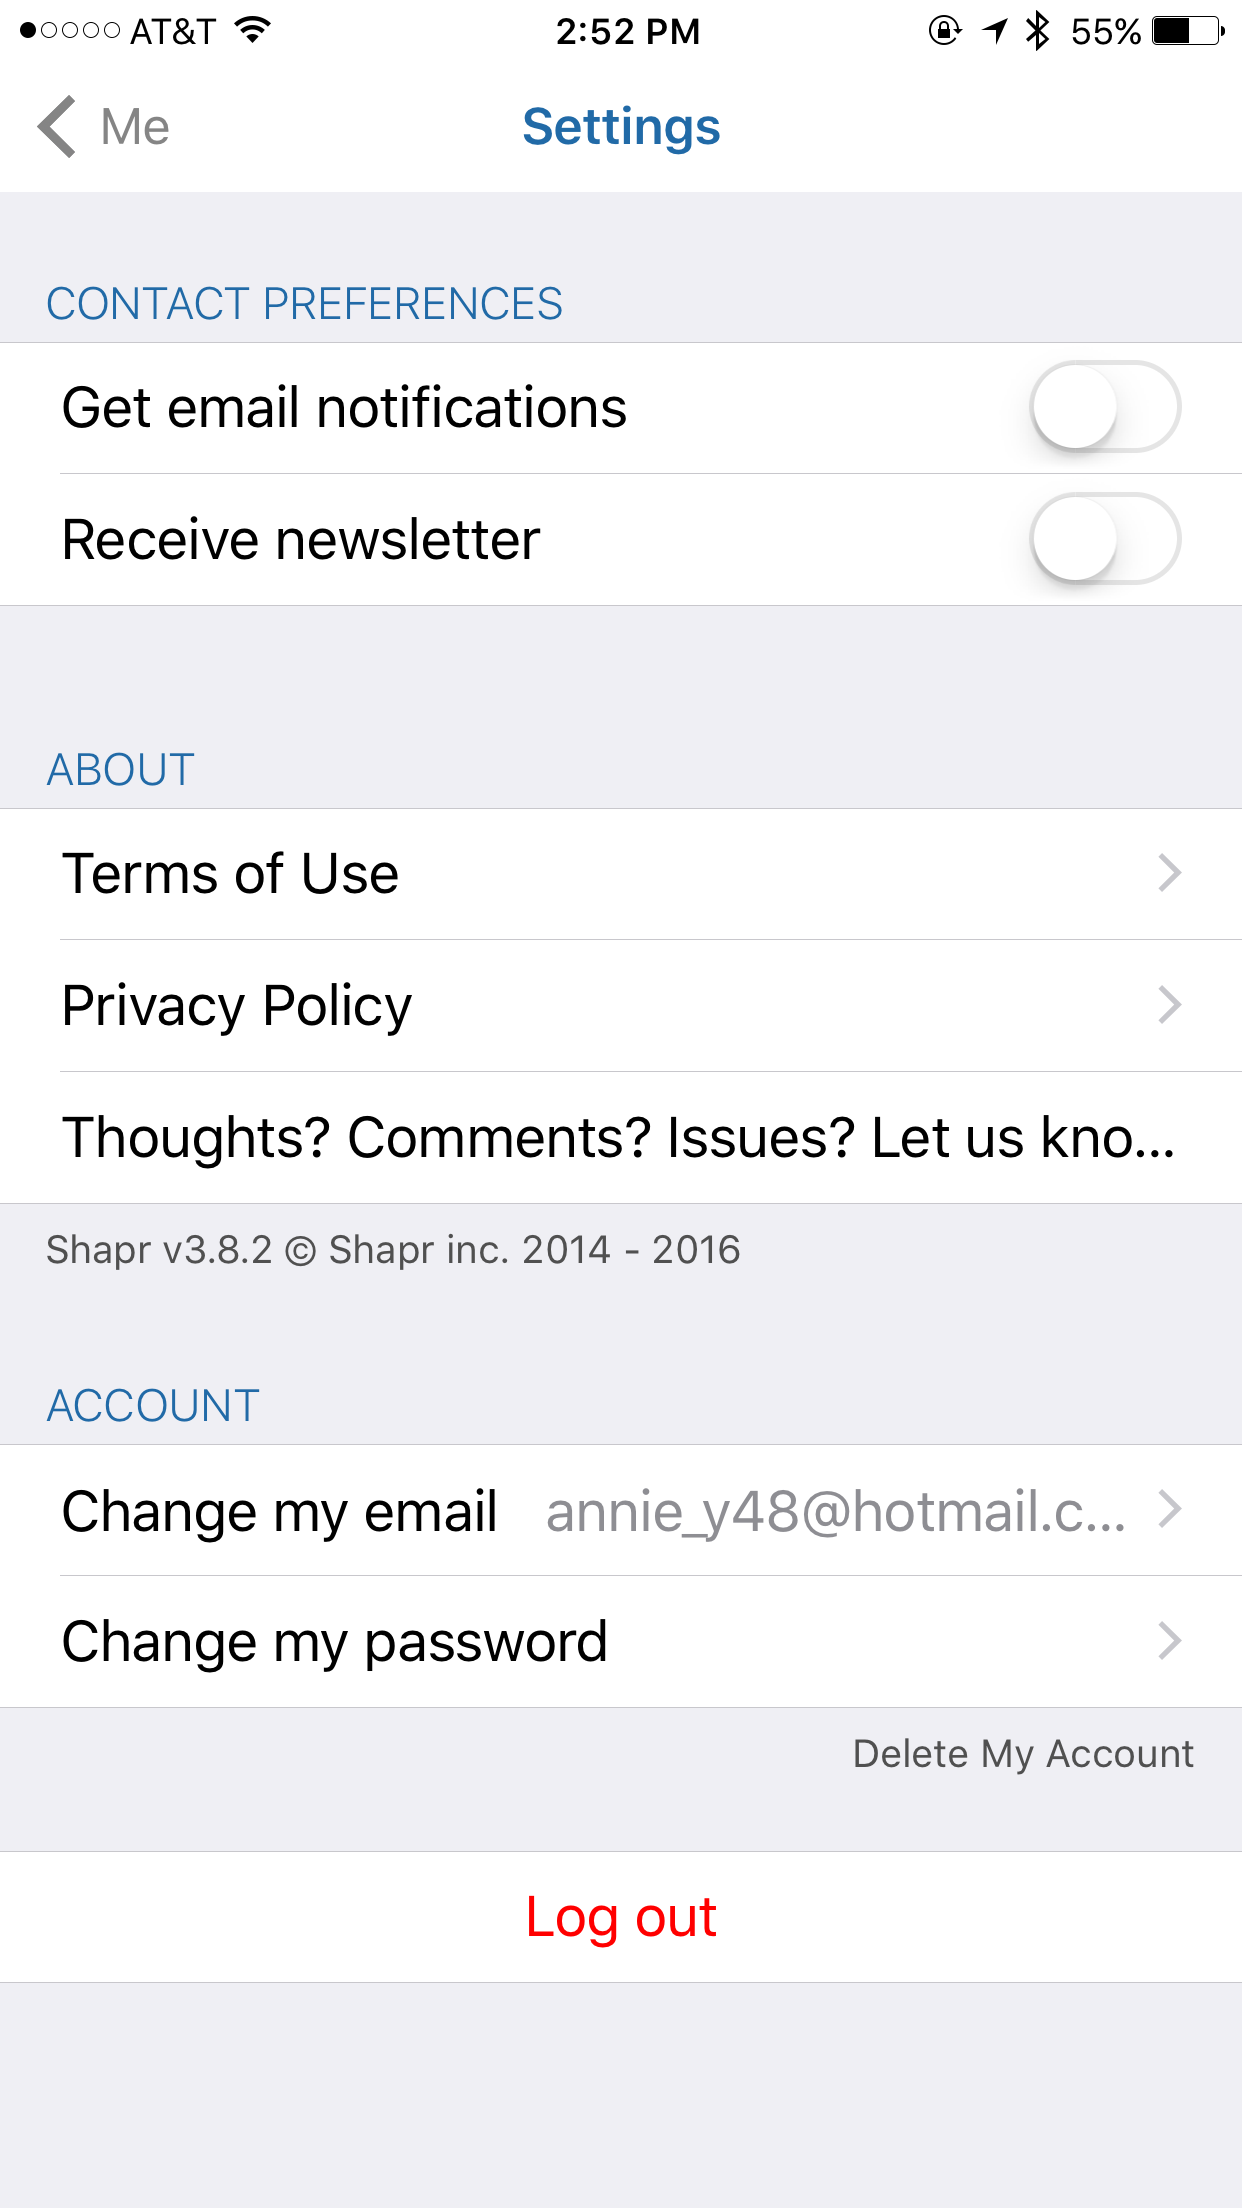 AT&T 2:52 PM 55%
Me Settings
CONTACT PREFERENCES
Get email notifications
Receive newsletter
ABOUT
Terms of Use
Privacy Policy
Thoughts? Comments? Issues? Let us kno...
Shapr v3.8.2 © Shapr inc. 2014 - 2016
ACCOUNT
Change my email annie_y48@hotmail.c...
Change my password
Delete My Account
Log out